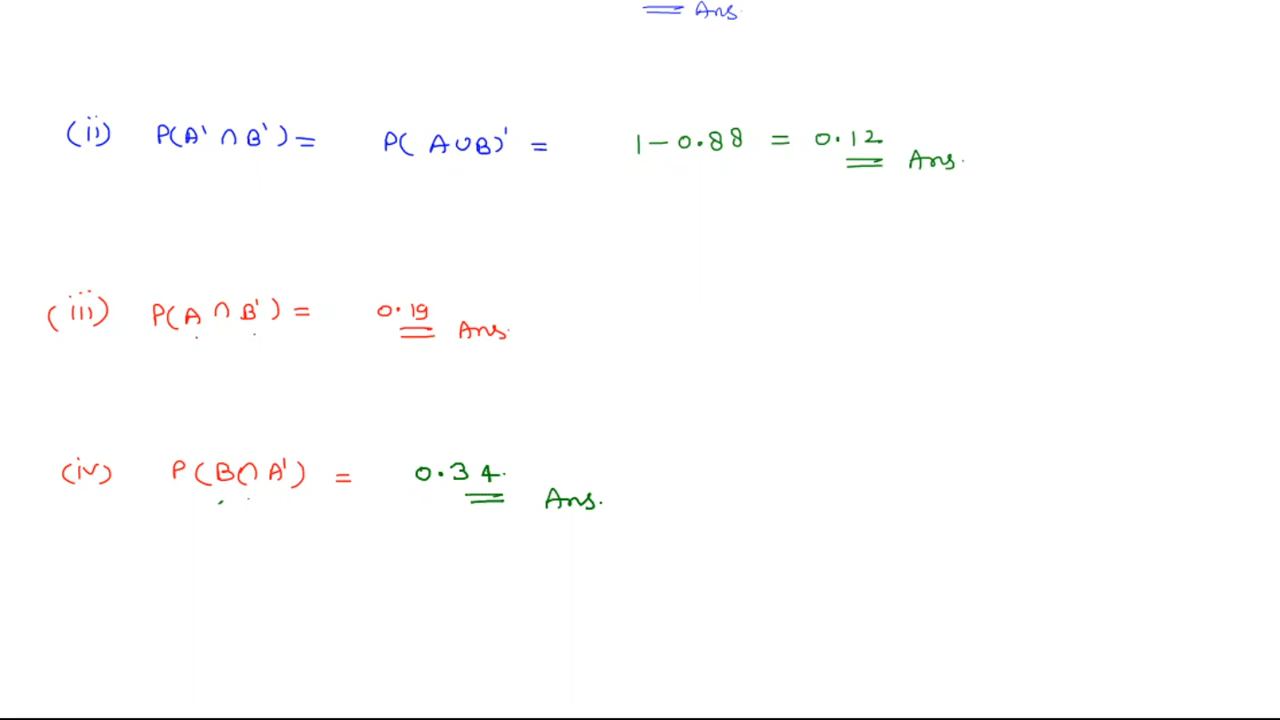 Ans.
(ii) P(A' ∩ B') = P( A∪B)' = 1 - 0.88 = 0.12 Ans.
(iii) P(A ∩ B') = 0.19 Ans.
(iv) P(B∩ A') = 0.34. Ans.